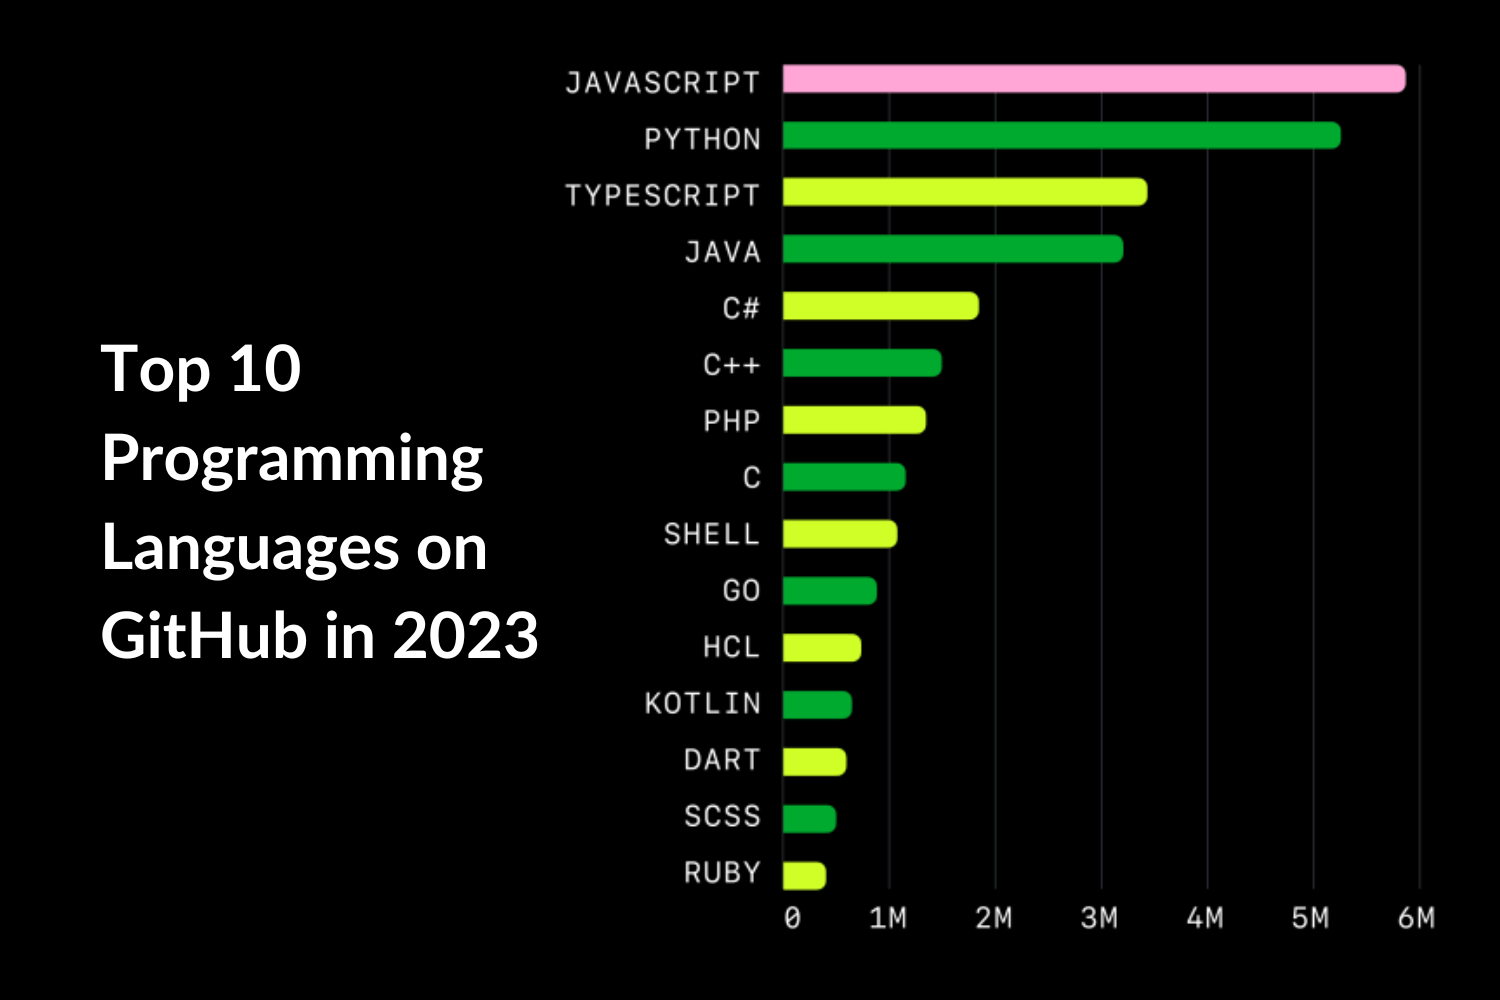 Top 10
Programming
Languages on
GitHub in 2023
JAVASCRIPT
PYTHON
TYPESCRIPT
JAVA
C#
C++
PHP
C
SHELL
GO
HCL
KOTLIN
DART
SCSS
RUBY
0 1M 2M 3M 4M 5M 6M